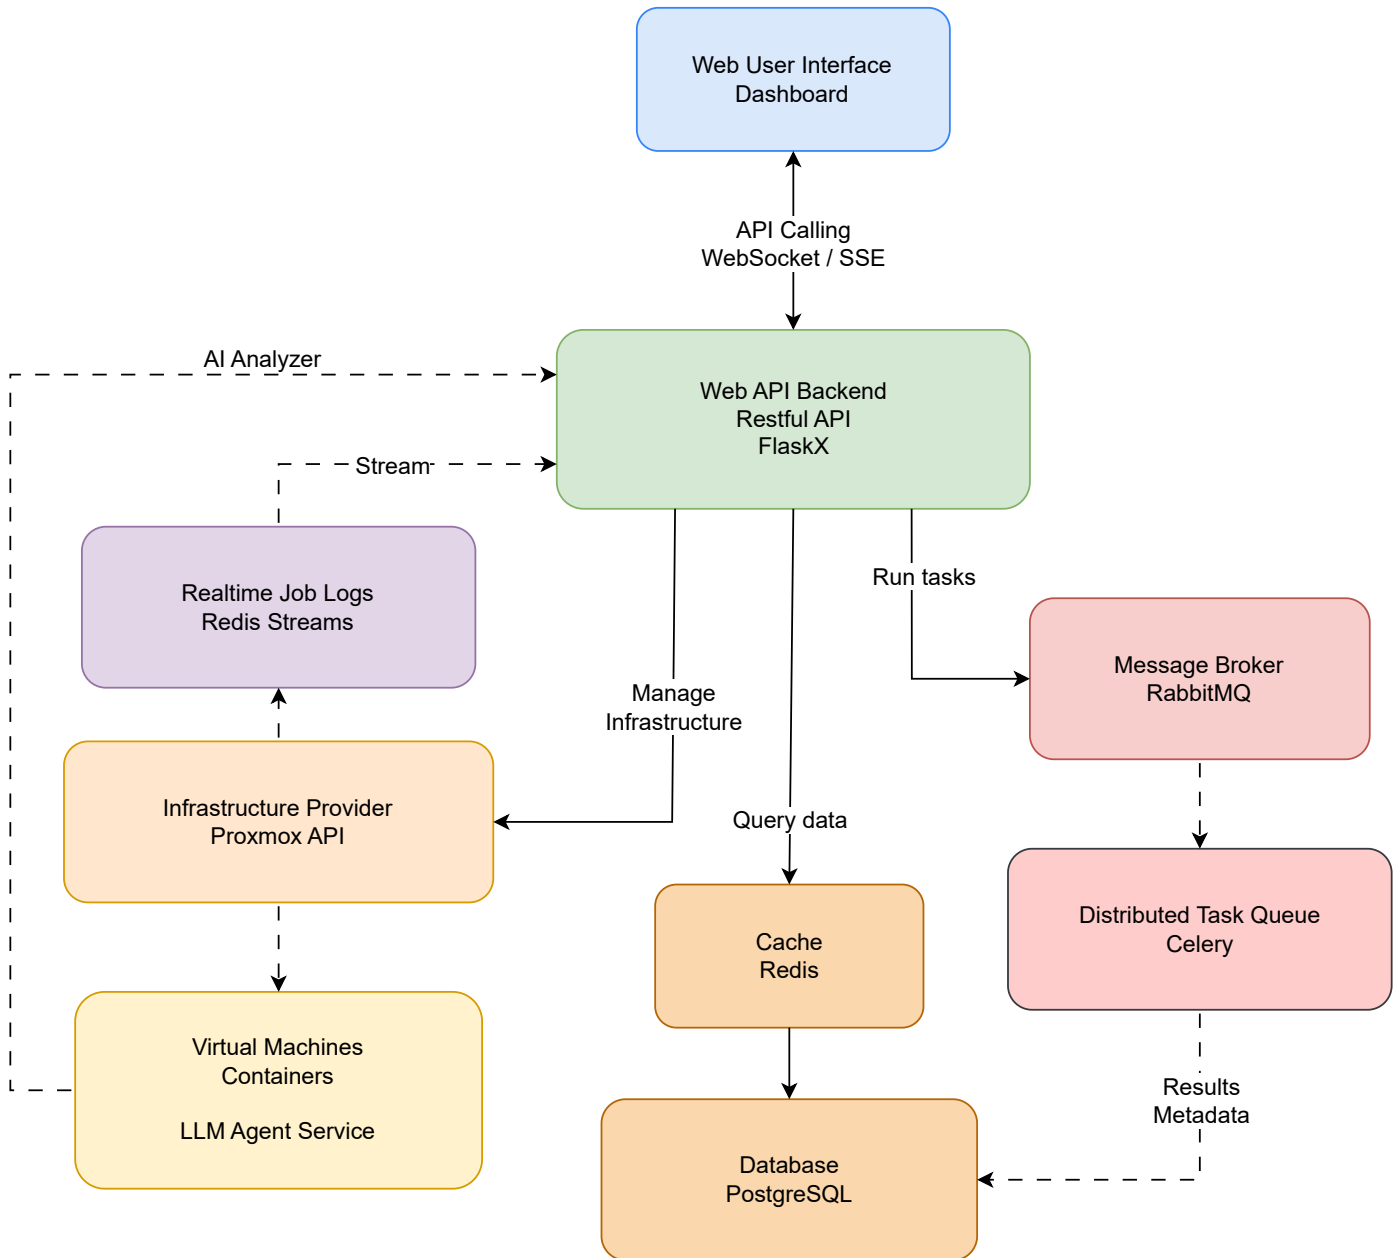 Web User Interface
Dashboard
API Calling
WebSocket / SSE
AI Analyzer
Web API Backend
Restful API
FlaskX
Stream
Realtime Job Logs
Redis Streams
Run tasks
Message Broker
RabbitMQ
Manage
Infrastructure
Infrastructure Provider
Proxmox API
Query data
Cache
Redis
Distributed Task Queue
Celery
Virtual Machines
Containers
LLM Agent Service
Results
Metadata
Database
PostgreSQL